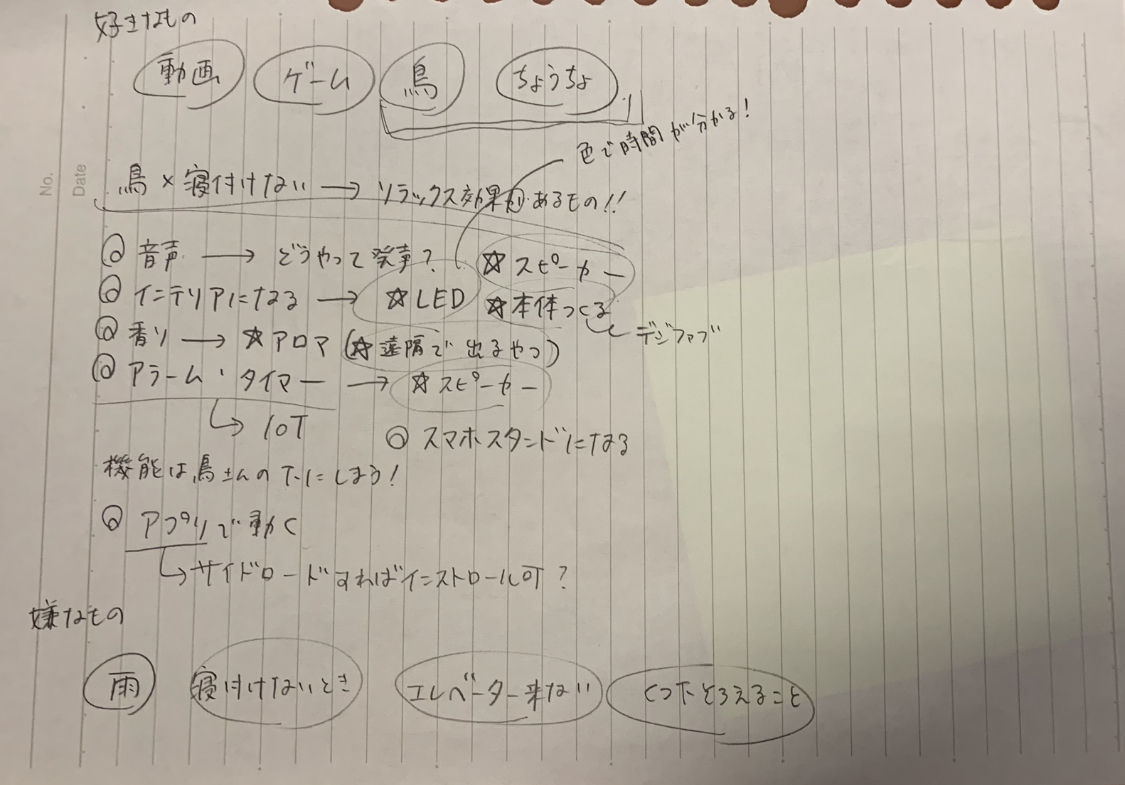 好きなもの
動画 ゲーム 鳥 ちょうちょ
色で時間が分かる!
No.
Date
鳥×寝付けない → リラックス効果があるもの!!
◎ 音声 → どうやって発声? ☆スピーカー
◎ インテリアになる → ☆LED ☆本体つくる
デジファブ
◎ 香り → ☆アロマ (☆遠隔で出るやつ)
◎ アラーム・タイマー → ☆スピーカー
↳ IoT
◎ スマホスタンドになる
機能は鳥さんの下にしまう!
◎ アプリで動く
↳ サイドロードすればインストロール可?
嫌なもの
雨 寝付けないとき エレベーター来ない くつ下そろえること